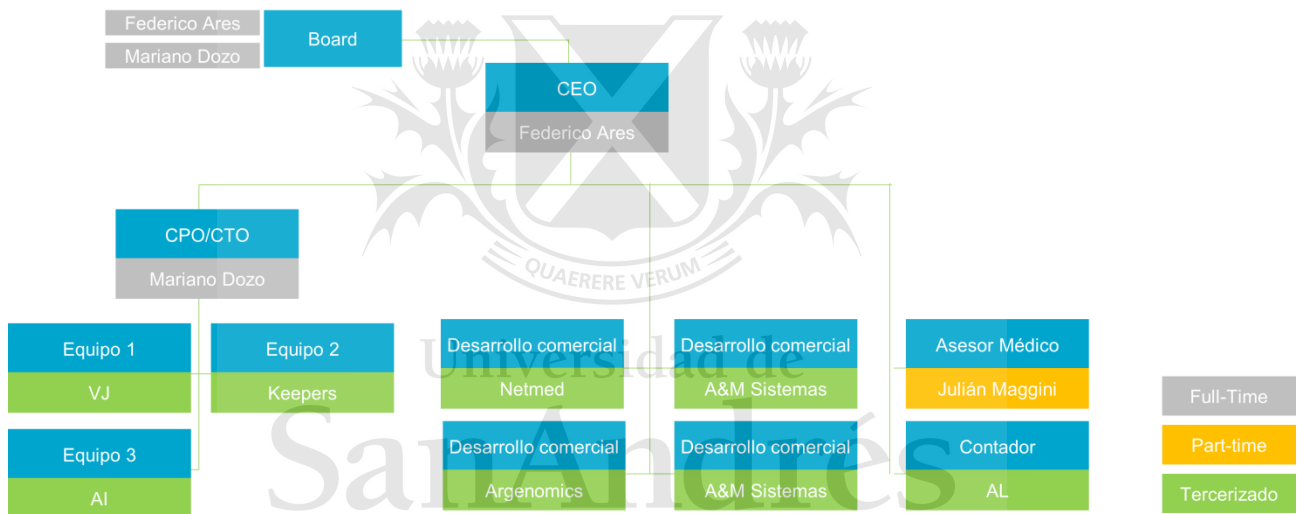 Federico Ares
Mariano Dozo
Board
CEO
Federico Ares
CPO/CTO
Mariano Dozo
QUAERERE VERUM
Equipo 1
VJ
Equipo 2
Keepers
Equipo 3
AI
Desarrollo comercial
Netmed
Desarrollo comercial
A&M Sistemas
Desarrollo comercial
Argenomics
Desarrollo comercial
A&M Sistemas
Asesor Médico
Julián Maggini
Contador
AL
Full-Time
Part-time
Tercerizado
Universidad de
SanAndrés